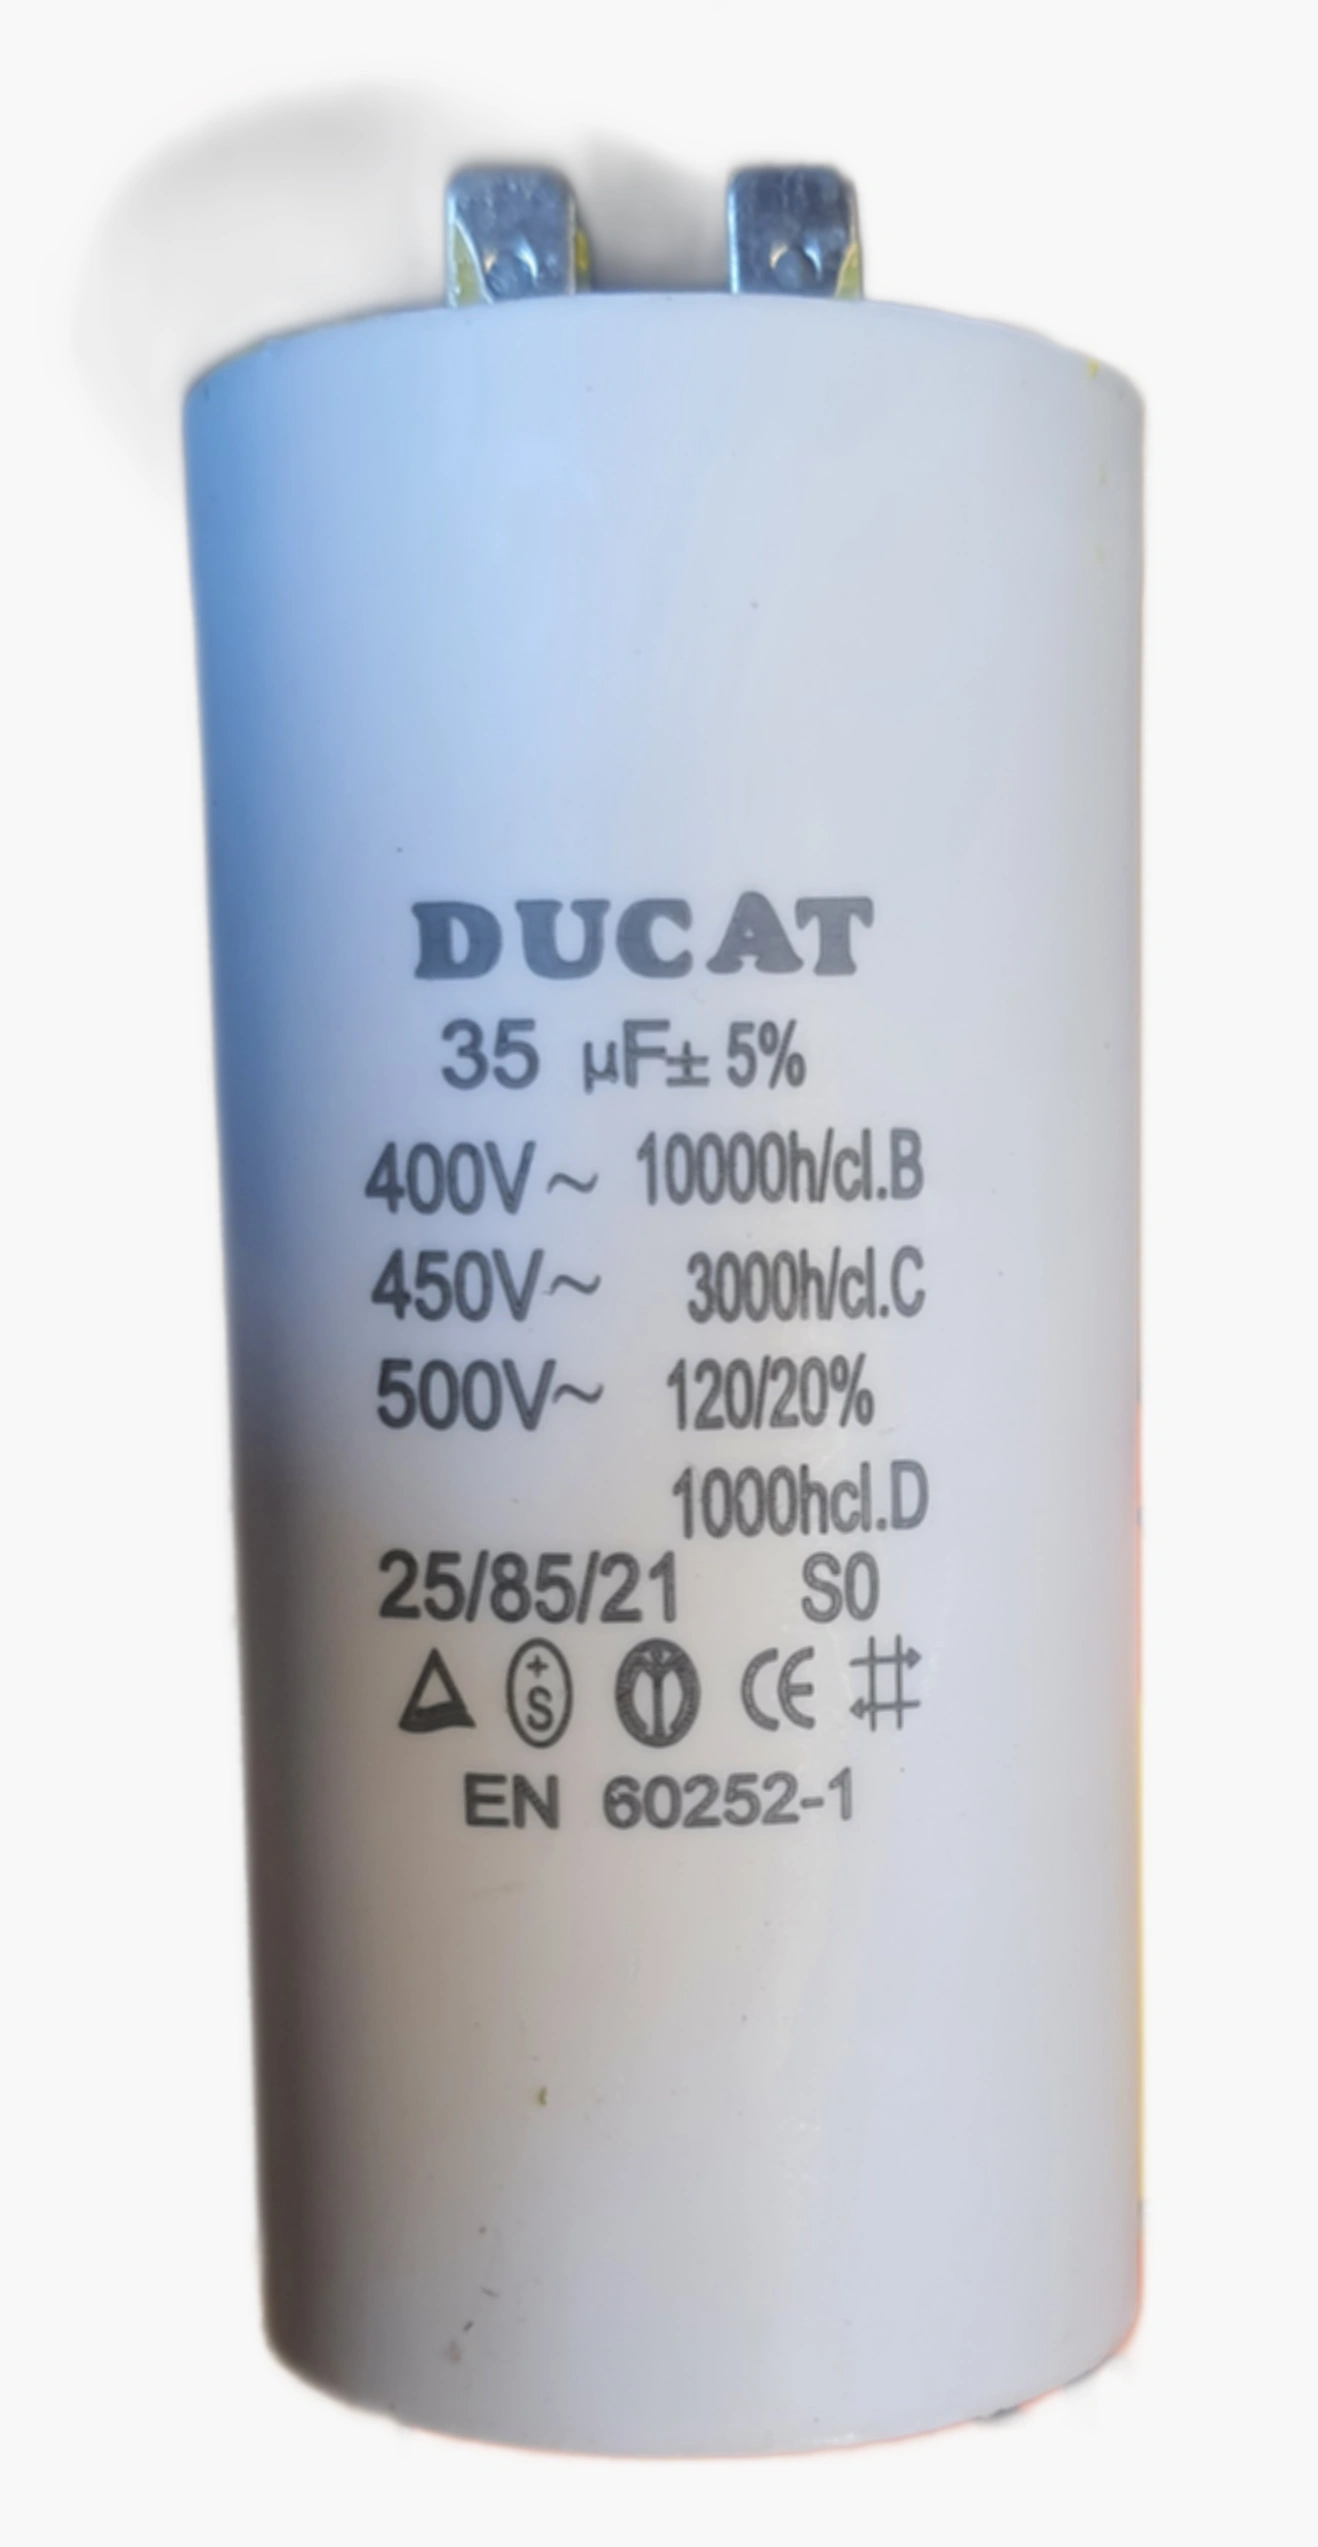 DUCAT
35 μF± 5%
400V~ 10000h/cl.B
450V~ 3000h/cl.C
500V~ 120/20%
1000hcl.D
25/85/21 S0
+S CE
EN 60252-1